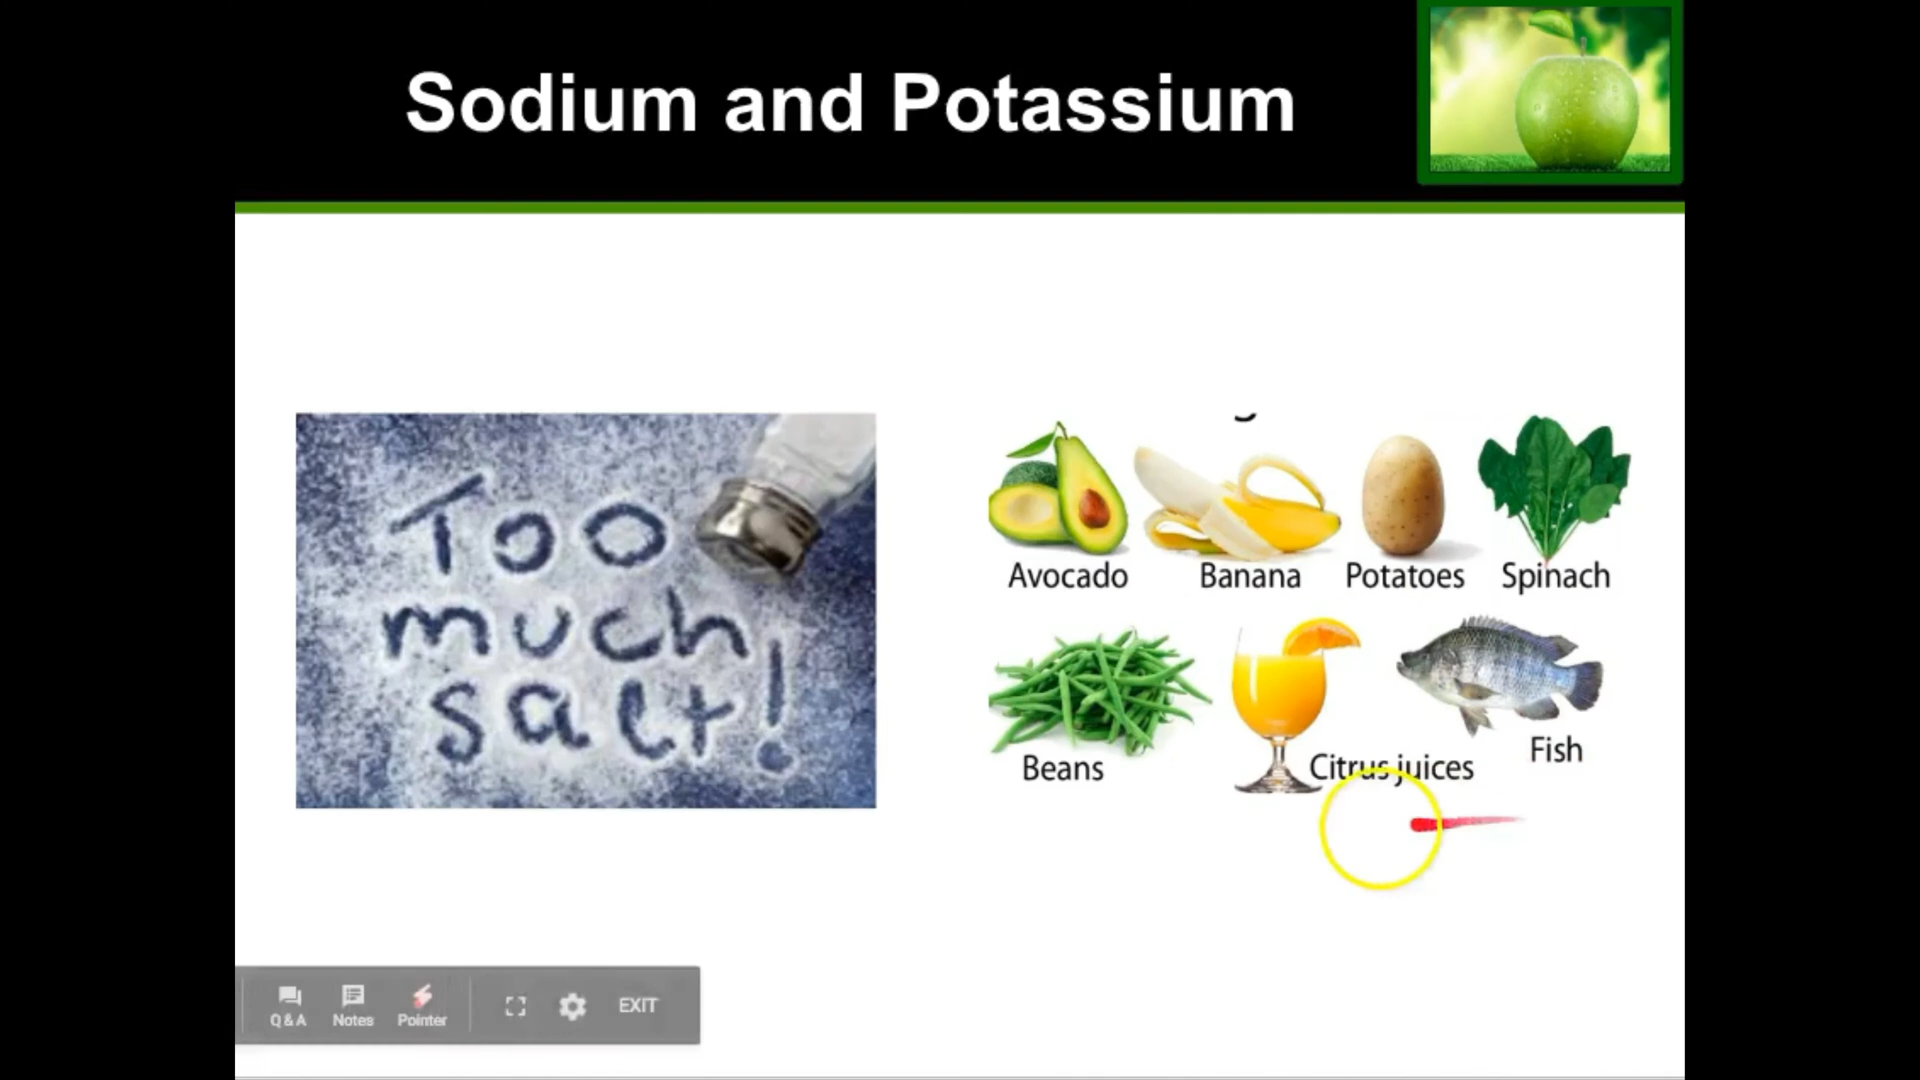 Sodium and Potassium
Too
much
salt!
Avocado Banana Potatoes Spinach
Beans Citrus juices Fish
Q & A Notes Pointer EXIT